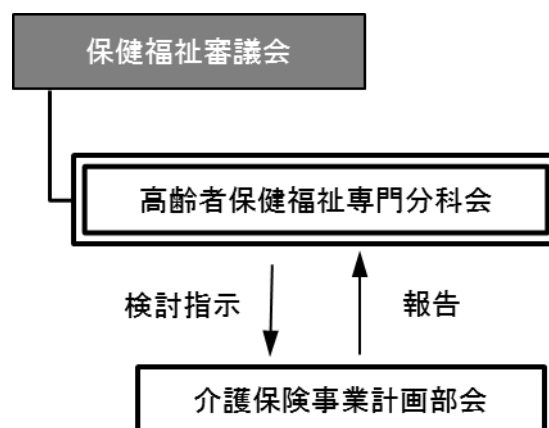 保健福祉審議会
高齢者保健福祉専門分科会
検討指示
報告
介護保険事業計画部会